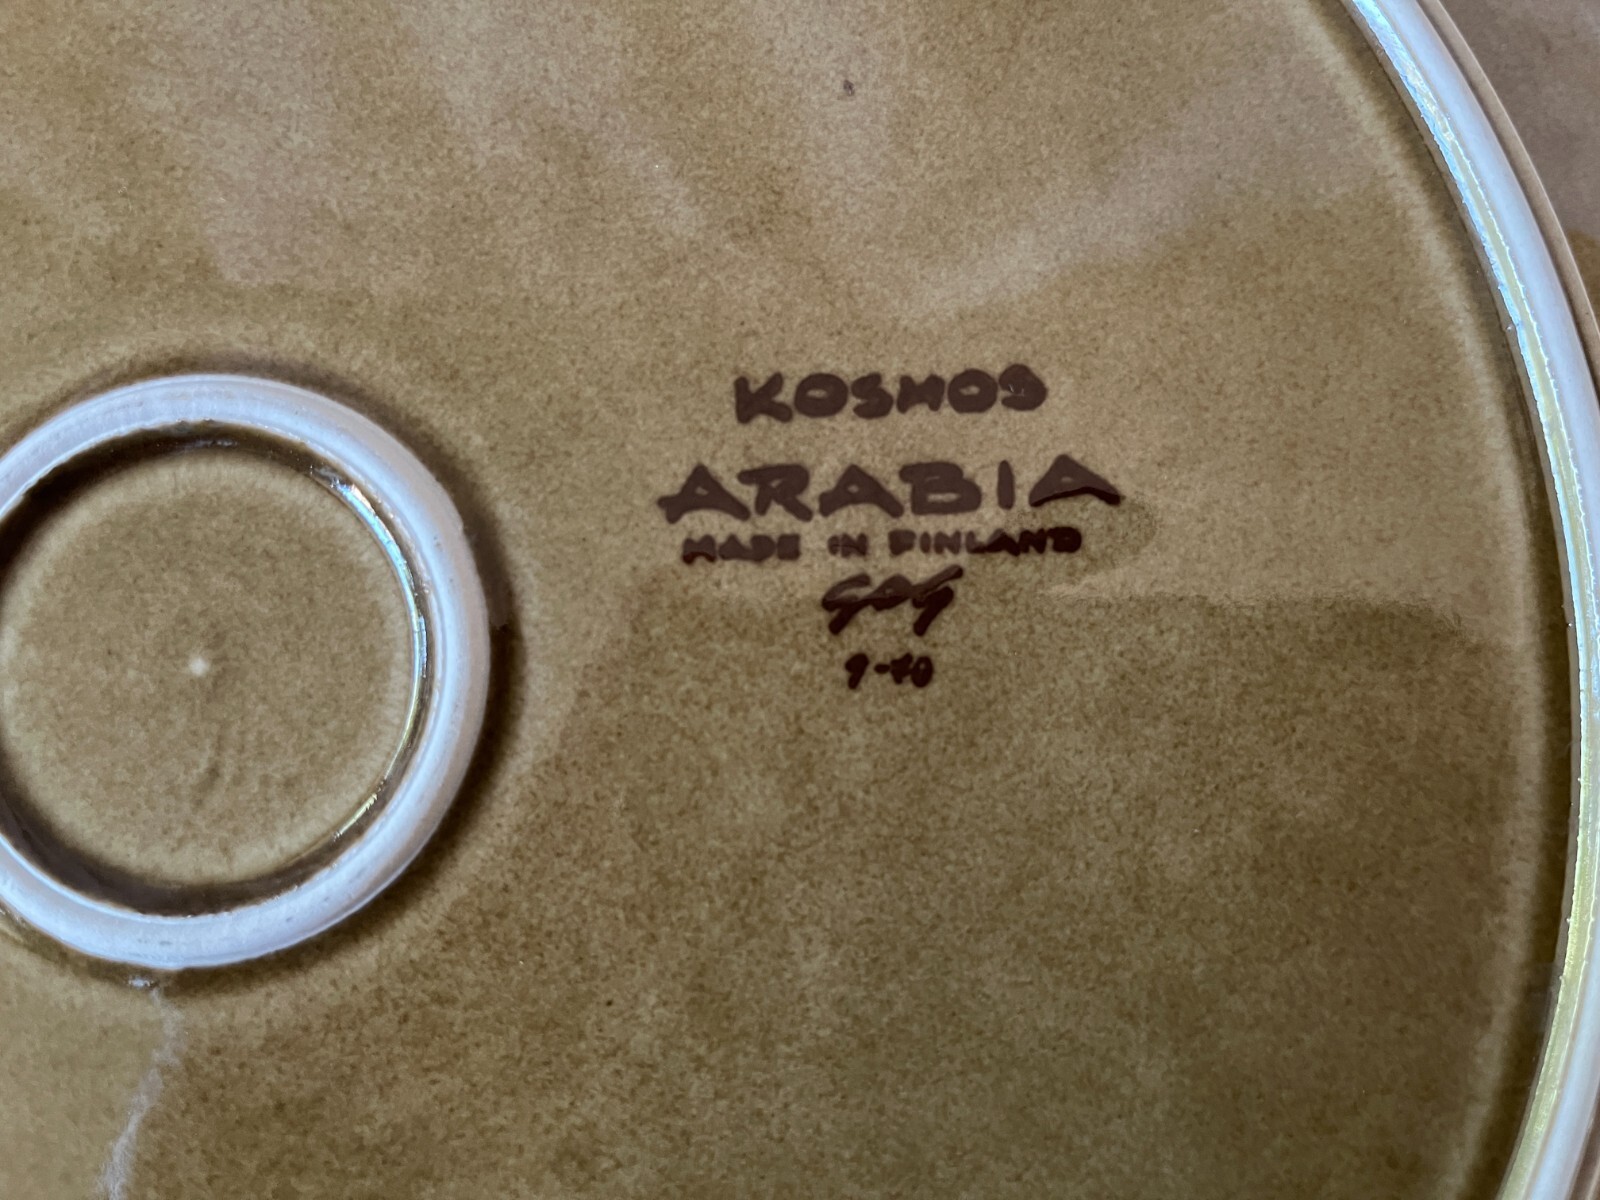 KOSMOS
ARABIA
MADE IN FINLAND
GOG
9-70